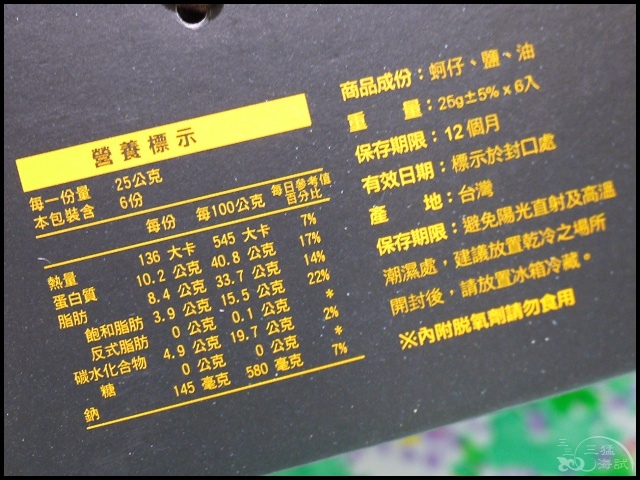 營養標示
每一份量 25公克
本包裝含 6份
每份 每100公克 每日參考值百分比
熱量 136 大卡 545 大卡 7%
蛋白質 10.2 公克 40.8 公克 17%
脂肪 8.4 公克 33.7 公克 14%
飽和脂肪 3.9 公克 15.5 公克 22%
反式脂肪 0 公克 0.1 公克 *
碳水化合物 4.9 公克 19.7 公克 2%
糖 0 公克 0 公克 *
鈉 145 毫克 580 毫克 7%
商品成份：蚵仔、鹽、油
重 量：25g±5% x 6入
保存期限：12個月
有效日期：標示於封口處
產 地：台灣
保存期限：避免陽光直射及高溫
潮濕處，建議放置乾冷之場所
開封後，請放置冰箱冷藏。
※內附脫氧劑請勿食用
三猛
海試